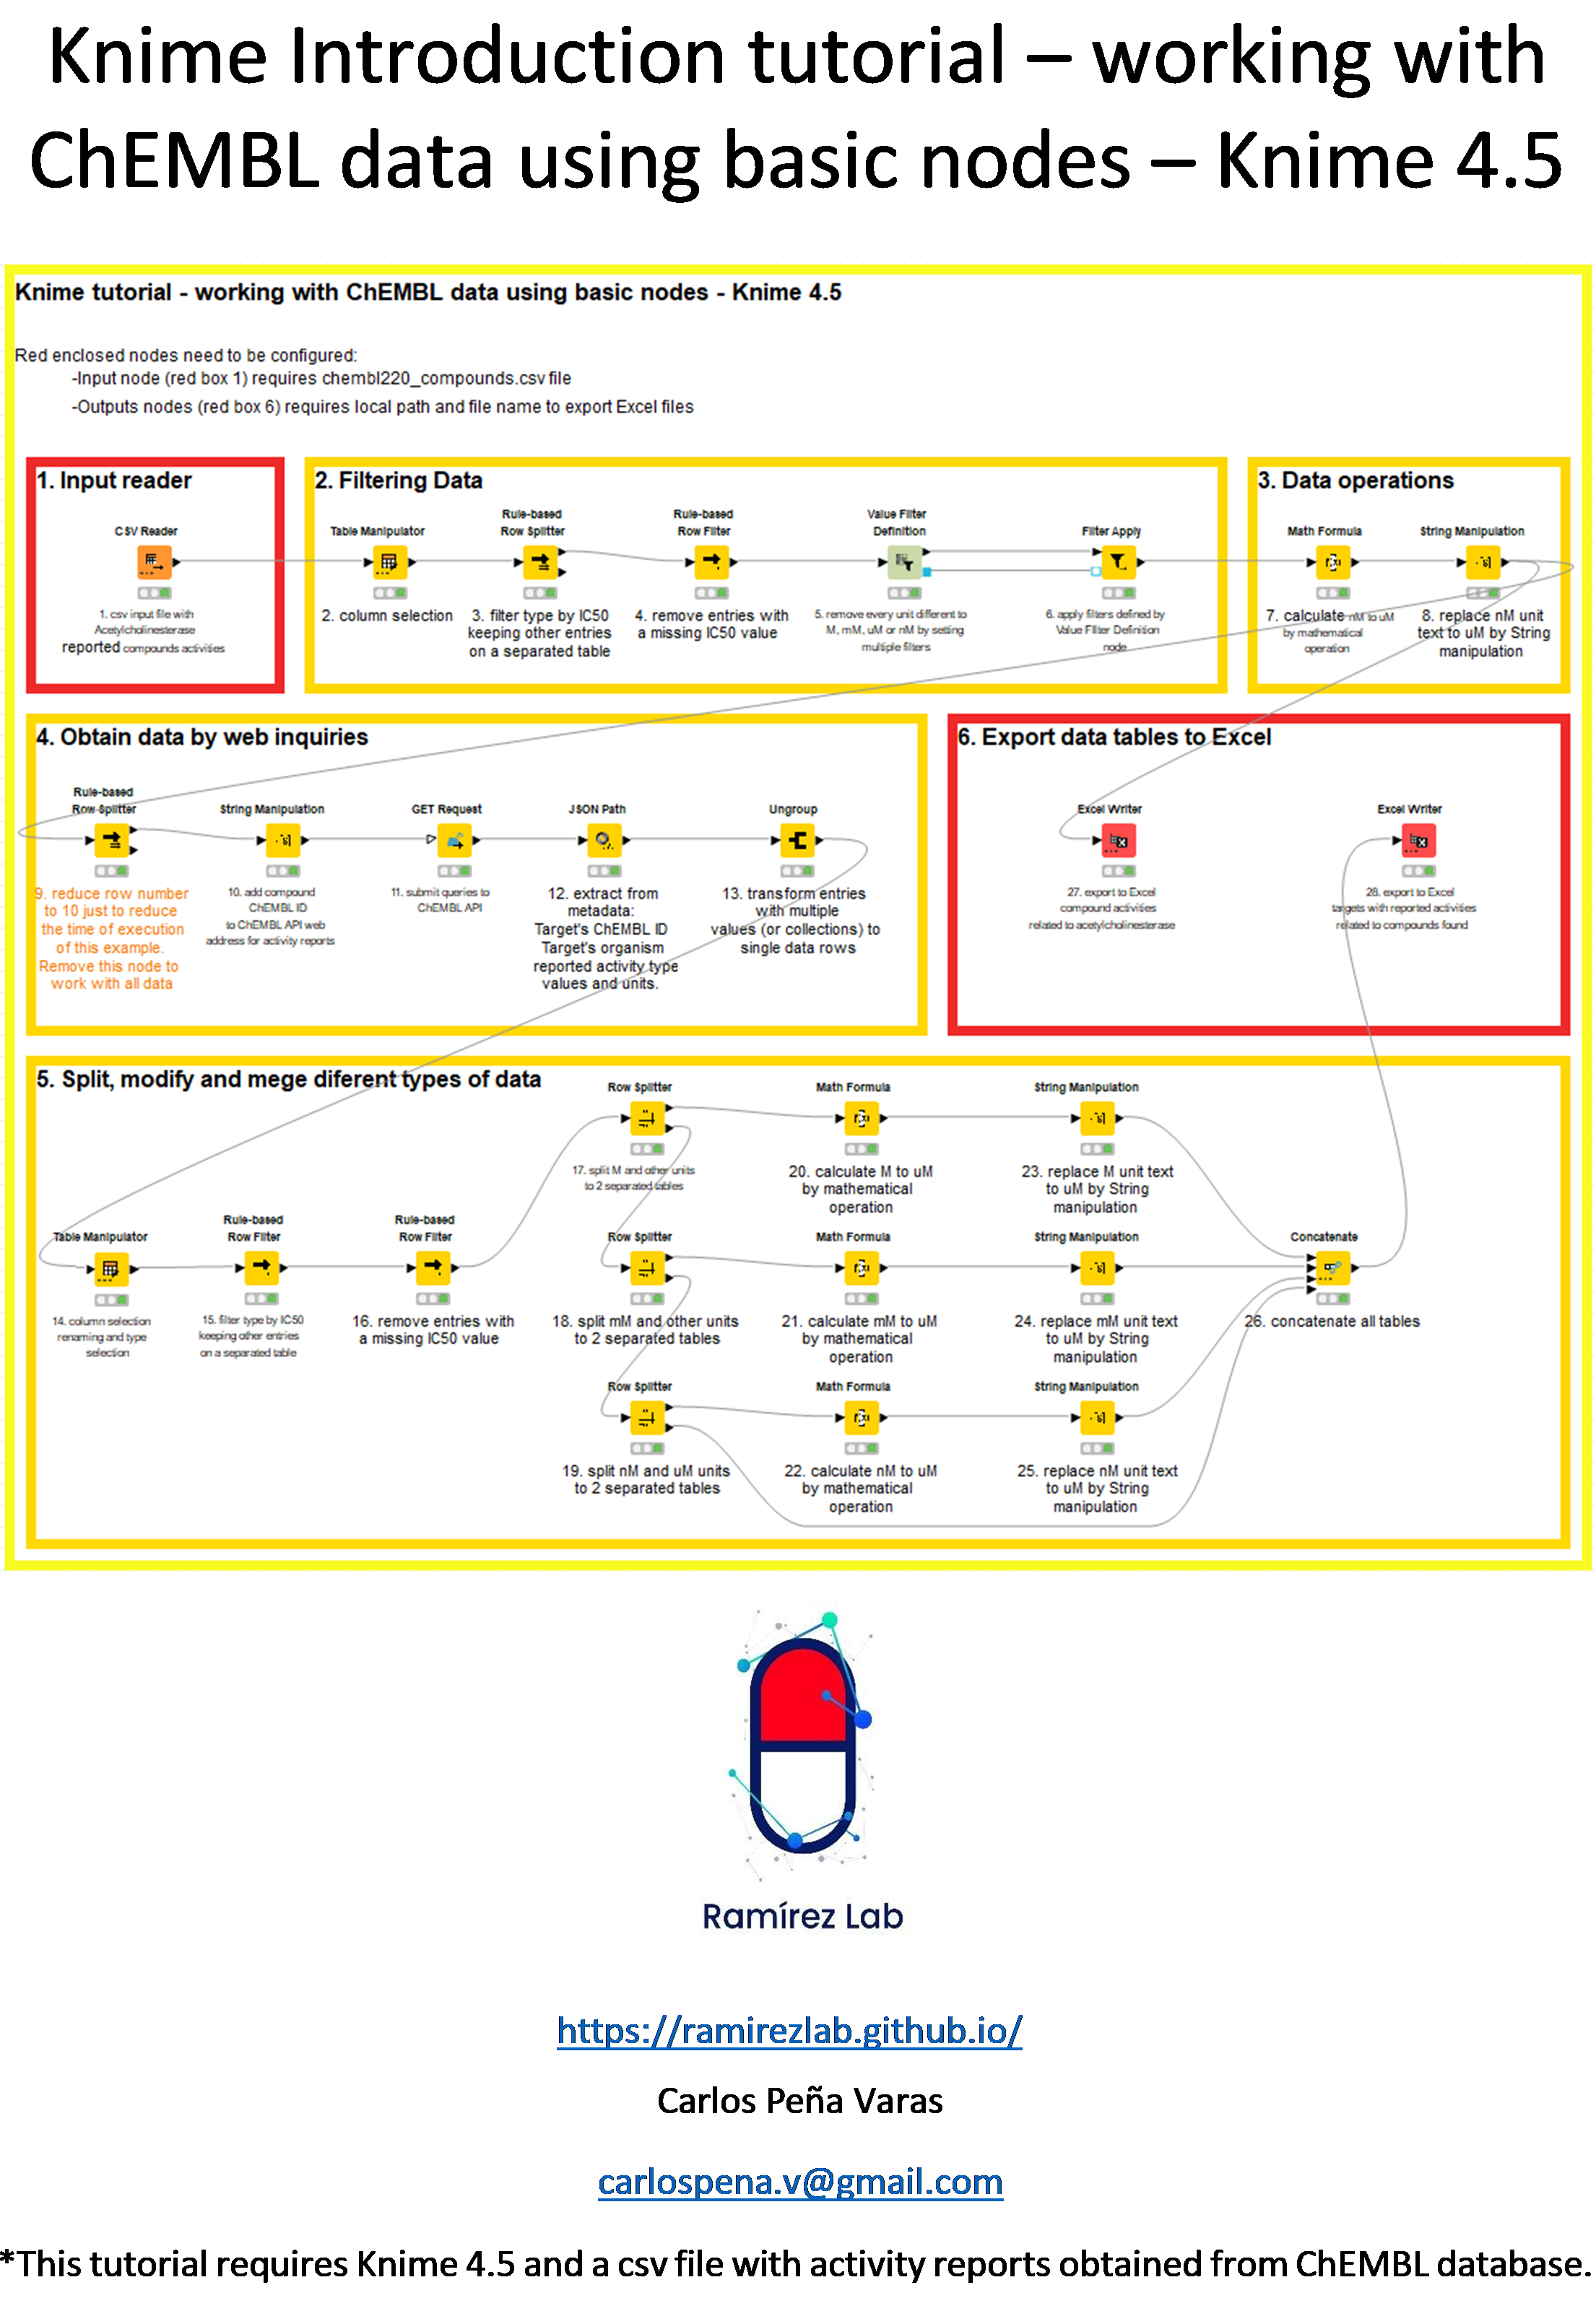 Knime Introduction tutorial – working with
ChEMBL data using basic nodes – Knime 4.5
Knime tutorial - working with ChEMBL data using basic nodes - Knime 4.5
Red enclosed nodes need to be configured:
-Input node (red box 1) requires chembl220_compounds.csv file
-Outputs nodes (red box 6) requires local path and file name to export Excel files
1. Input reader
CSV Reader
1. csv input file with
Acetylcholinesterase
reported compounds activities
2. Filtering Data
Table Manipulator
2. column selection
Rule-based
Row Splitter
3. filter type by IC50
keeping other entries
on a separated table
Rule-based
Row Filter
4. remove entries with
a missing IC50 value
Value Filter
Definition
5. remove every unit different to
M, mM, uM or nM by setting
multiple filters
Filter Apply
6. apply filters defined by
Value Filter Definition
node
3. Data operations
Math Formula
7. calculate nM to uM
by mathematical
operation
String Manipulation
8. replace nM unit
text to uM by String
manipulation
4. Obtain data by web inquiries
Rule-based
Row Splitter
9. reduce row number
to 10 just to reduce
the time of execution
of this example.
Remove this node to
work with all data
String Manipulation
10. add compound
ChEMBL ID
to ChEMBL API web
address for activity reports
GET Request
11. submit queries to
ChEMBL API
JSON Path
12. extract from
metadata:
Target's ChEMBL ID
Target's organism
reported activity type
values and units.
Ungroup
13. transform entries
with multiple
values (or collections) to
single data rows
6. Export data tables to Excel
Excel Writer
27. export to Excel
compound activities
related to acetylcholinesterase
Excel Writer
28. export to Excel
targets with reported activities
related to compounds found
5. Split, modify and mege diferent types of data
Table Manipulator
14. column selection
renaming and type
selection
Rule-based
Row Filter
15. filter type by IC50
keeping other entries
on a separated table
Rule-based
Row Filter
16. remove entries with
a missing IC50 value
Row Splitter
17. split M and other units
to 2 separated tables
Math Formula
20. calculate M to uM
by mathematical
operation
String Manipulation
23. replace M unit text
to uM by String
manipulation
Row Splitter
18. split mM and other units
to 2 separated tables
Math Formula
21. calculate mM to uM
by mathematical
operation
String Manipulation
24. replace mM unit text
to uM by String
manipulation
Concatenate
26. concatenate all tables
Row Splitter
19. split nM and uM units
to 2 separated tables
Math Formula
22. calculate nM to uM
by mathematical
operation
String Manipulation
25. replace nM unit text
to uM by String
manipulation
Ramírez Lab
https://ramirezlab.github.io/
Carlos Peña Varas
carlospena.v@gmail.com
*This tutorial requires Knime 4.5 and a csv file with activity reports obtained from ChEMBL database.